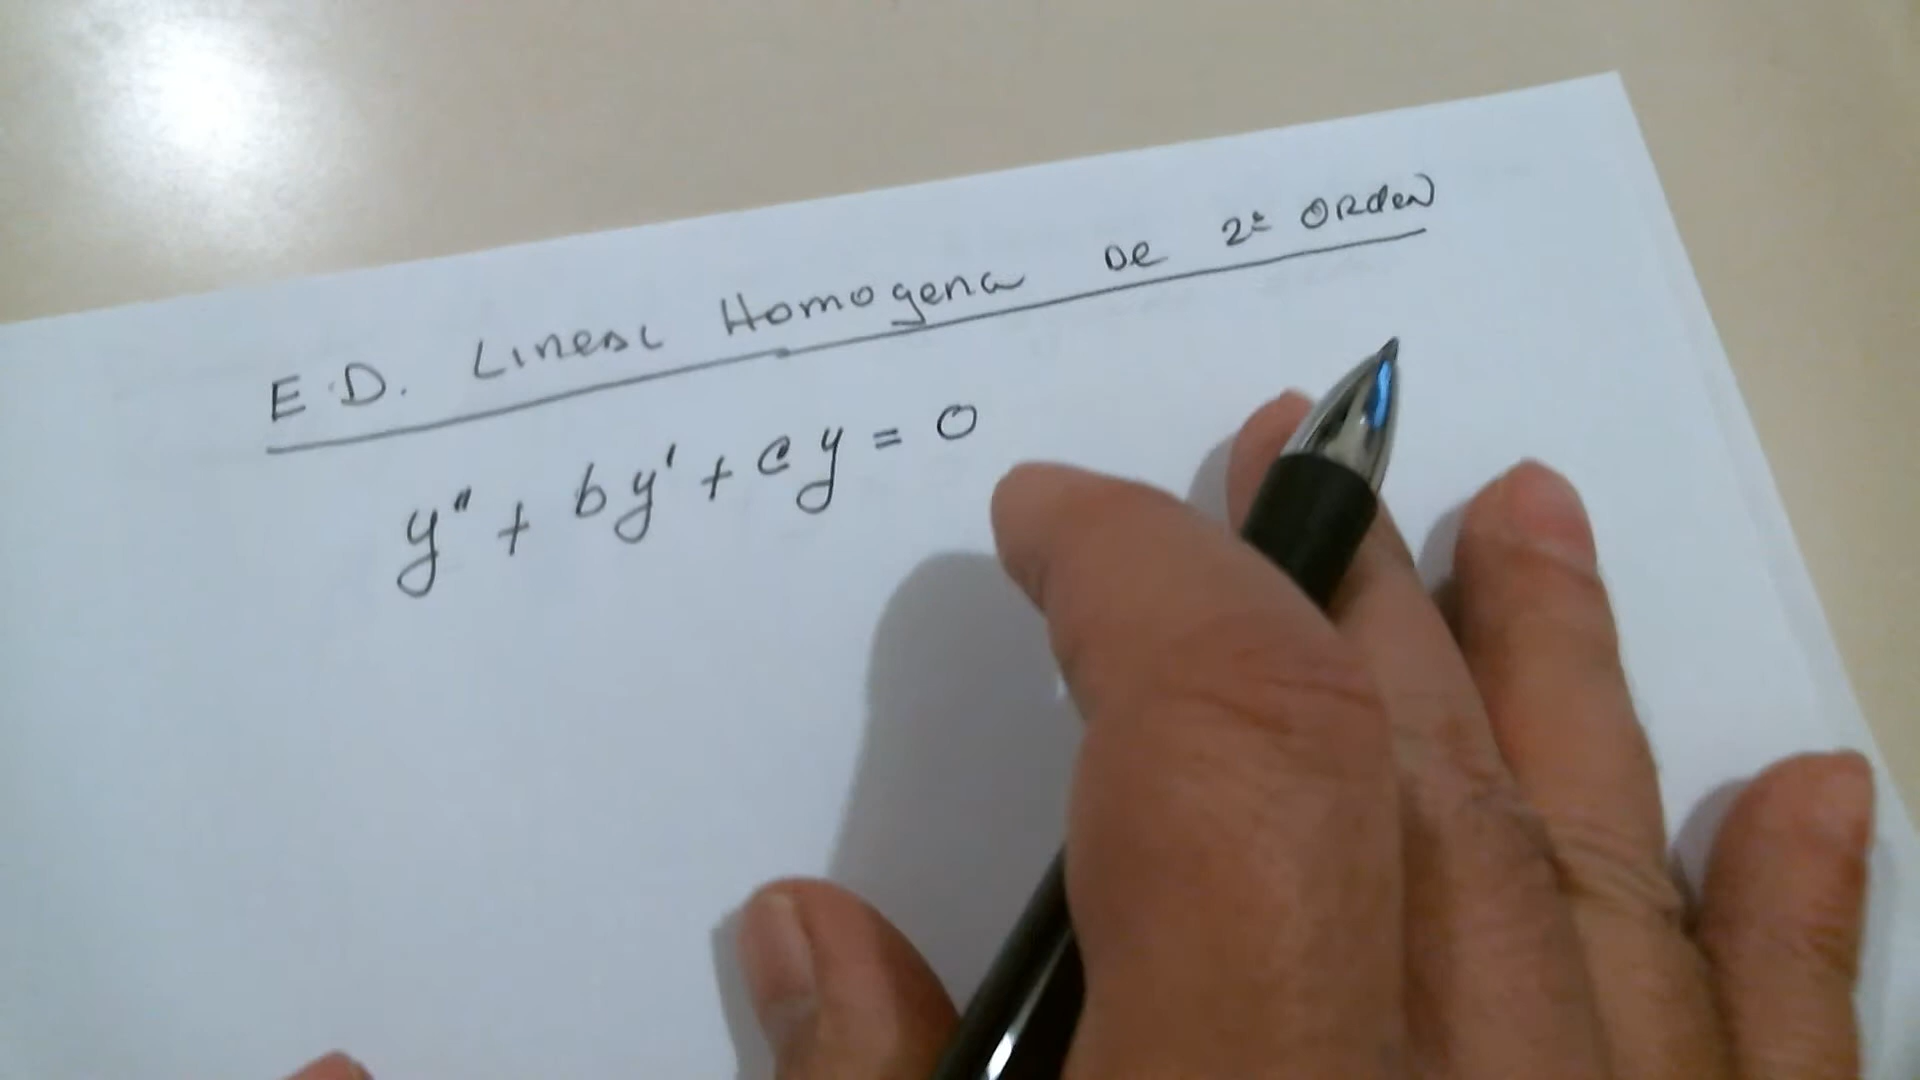 E.D. Lineal Homogena De 2º Orden
y" + by' + cy = 0